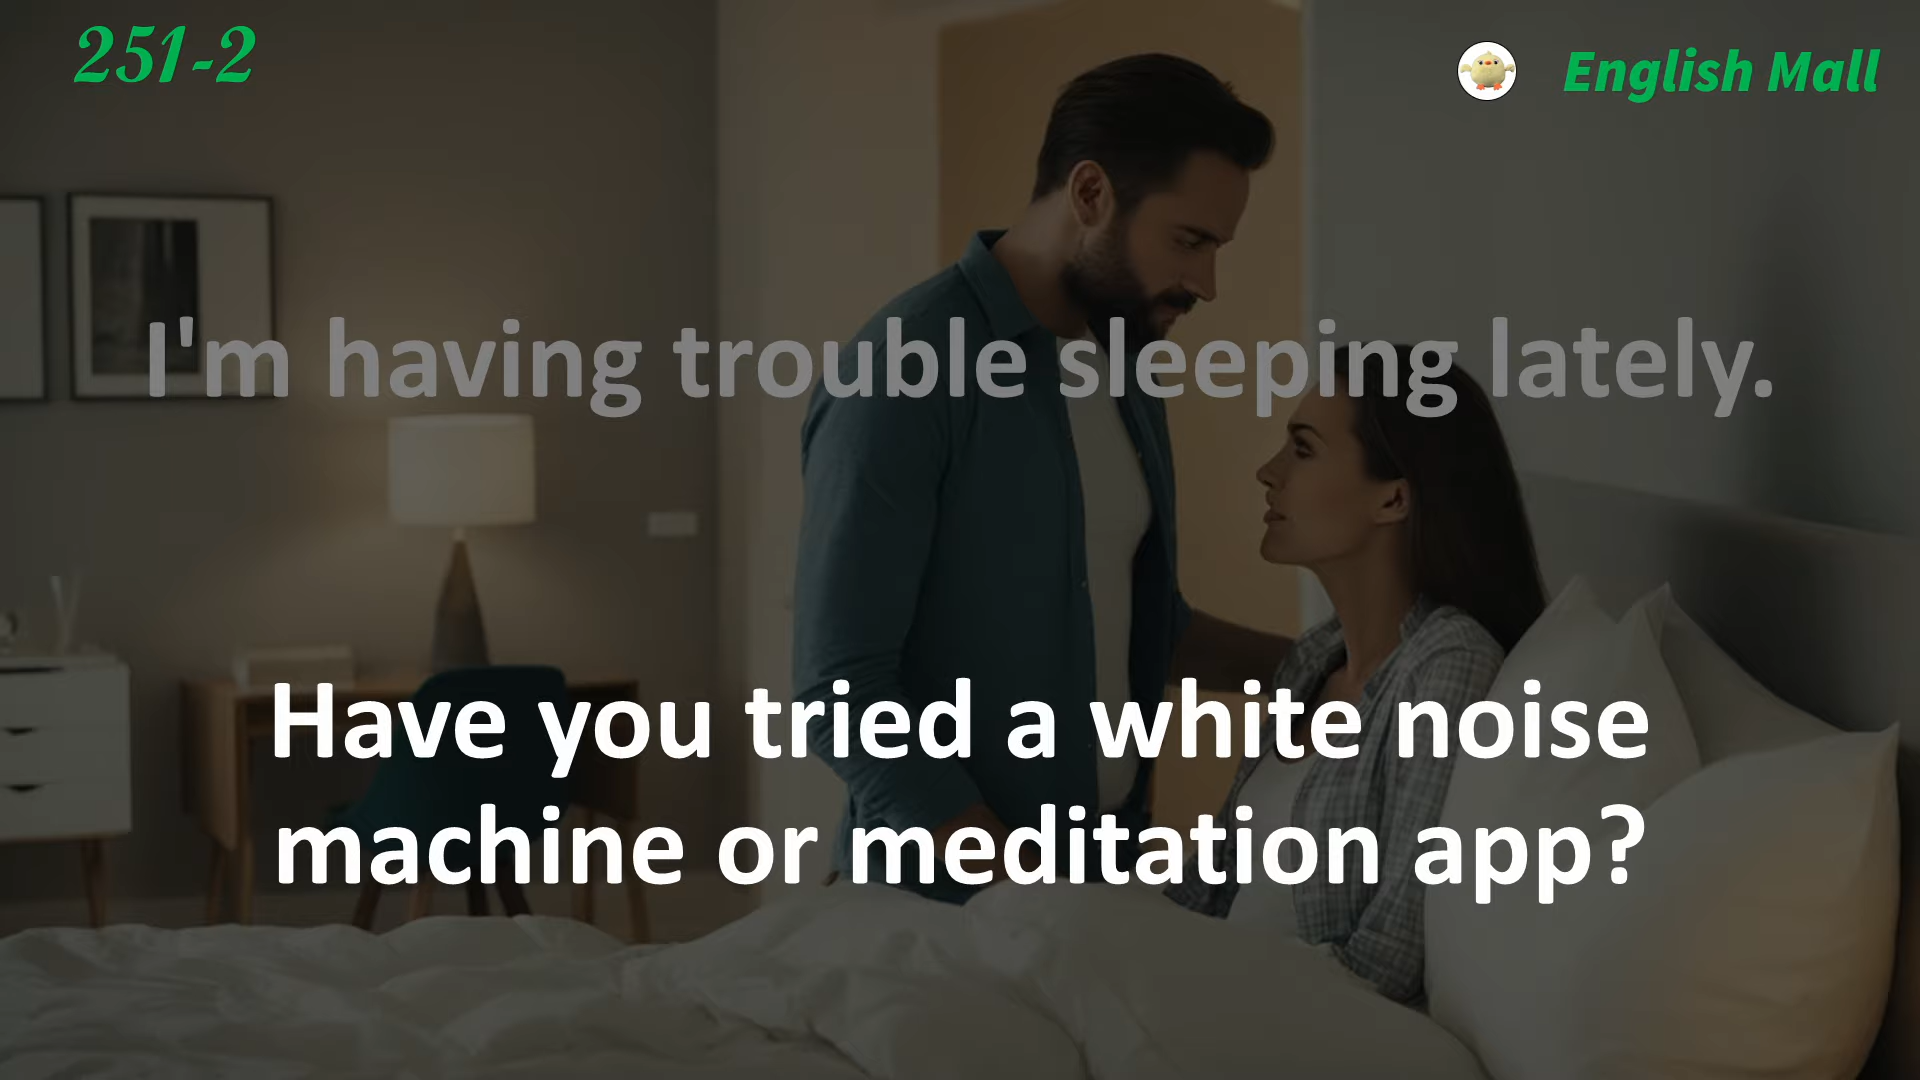 251-2
English Mall
I'm having trouble sleeping lately.
Have you tried a white noise
machine or meditation app?